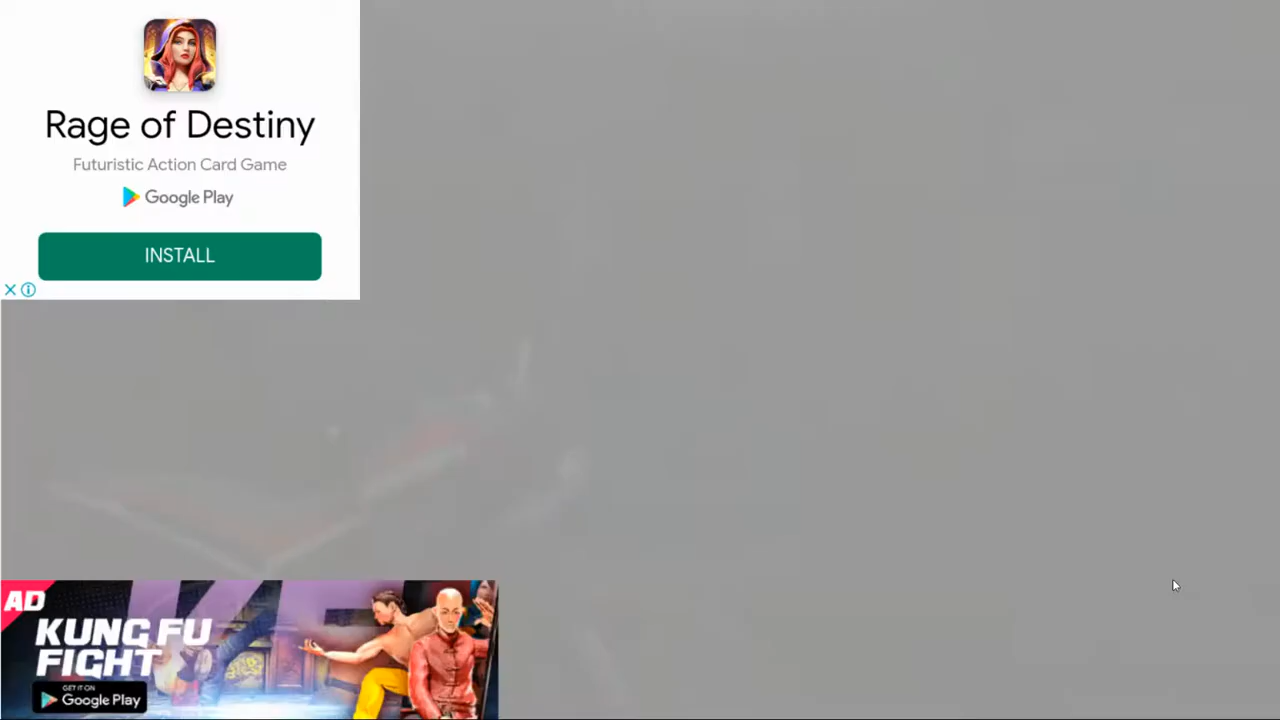 Rage of Destiny
Futuristic Action Card Game
Google Play
INSTALL
AD
KUNG FU
FIGHT
GET IT ON
Google Play